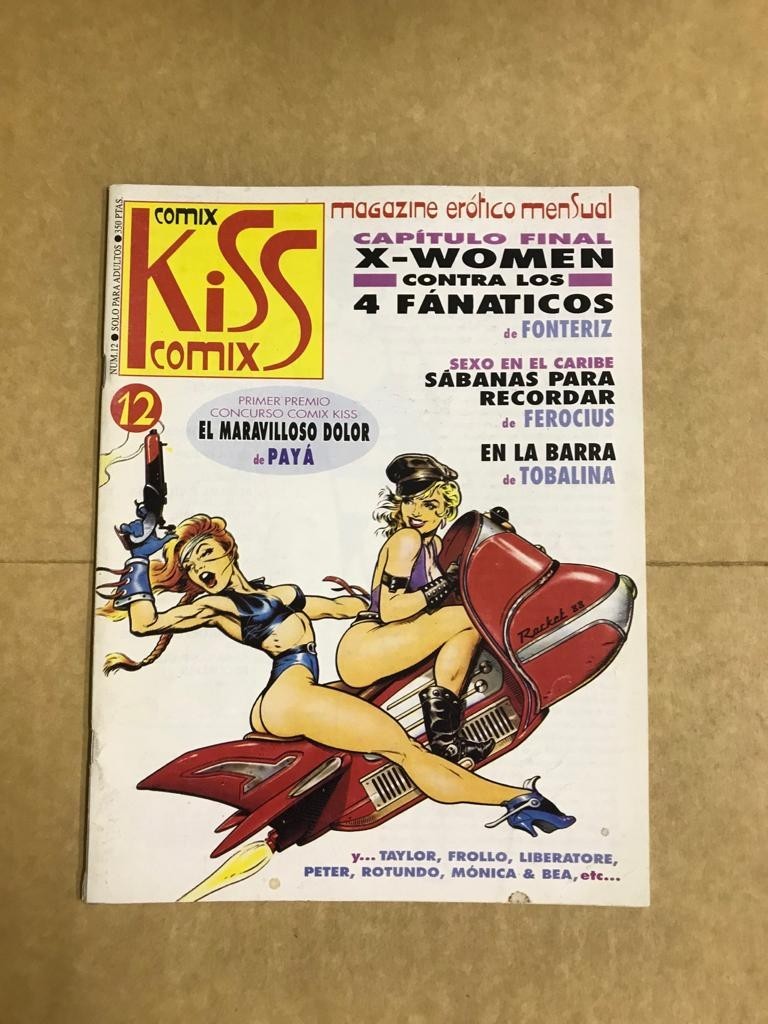 NUM.12 ● SOLO PARA ADULTOS ● 350 PTAS.
comix
KiSS
comix
magazine erótico menSual
CAPÍTULO FINAL
X-WOMEN
CONTRA LOS
4 FÁNATICOS
de FONTERIZ
SEXO EN EL CARIBE
SÁBANAS PARA
RECORDAR
de FEROCIUS
EN LA BARRA
de TOBALINA
12
PRIMER PREMIO
CONCURSO COMIX KISS
EL MARAVILLOSO DOLOR
de PAYÁ
Rocket 88
y... TAYLOR, FROLLO, LIBERATORE,
PETER, ROTUNDO, MÓNICA & BEA, etc...